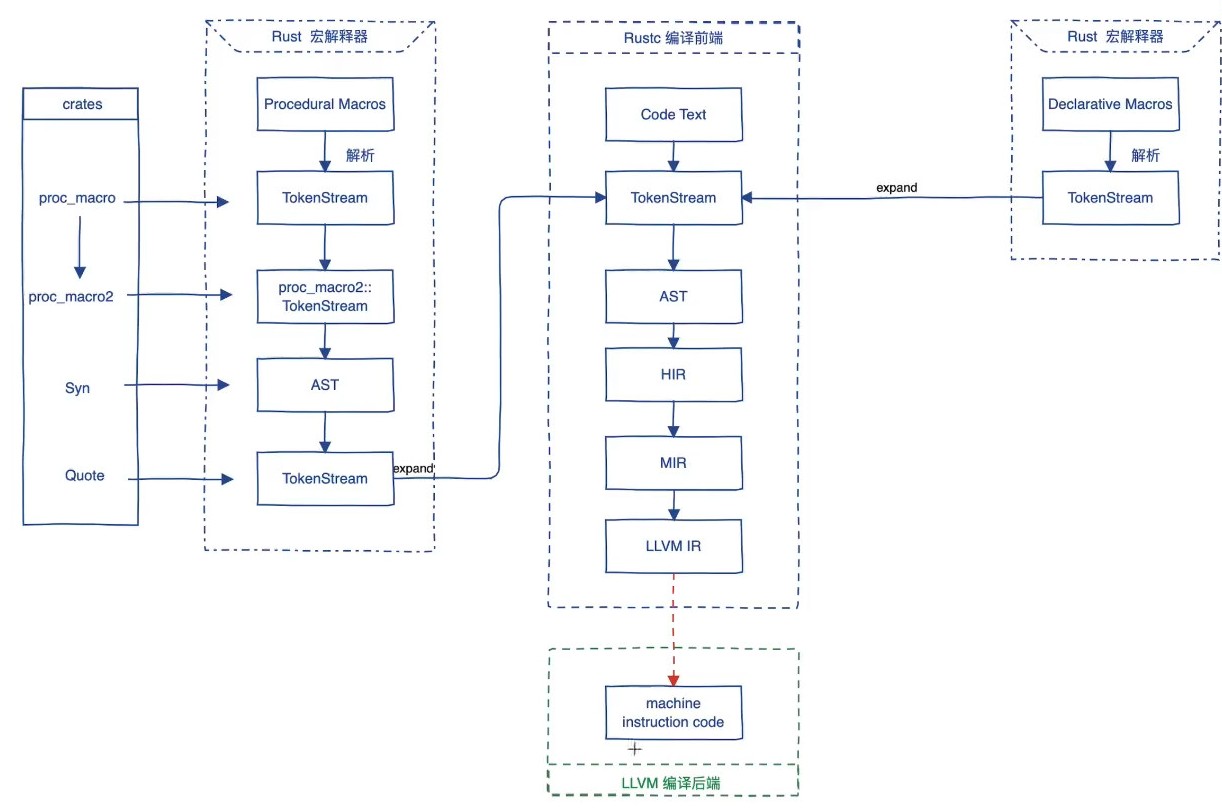 crates
proc_macro
proc_macro2
Syn
Quote
Rust 宏解释器
Procedural Macros
解析
TokenStream
proc_macro2::
TokenStream
AST
TokenStream
expand
Rustc 编译前端
Code Text
TokenStream
AST
HIR
MIR
LLVM IR
machine
instruction code
LLVM 编译后端
expand
Rust 宏解释器
Declarative Macros
解析
TokenStream